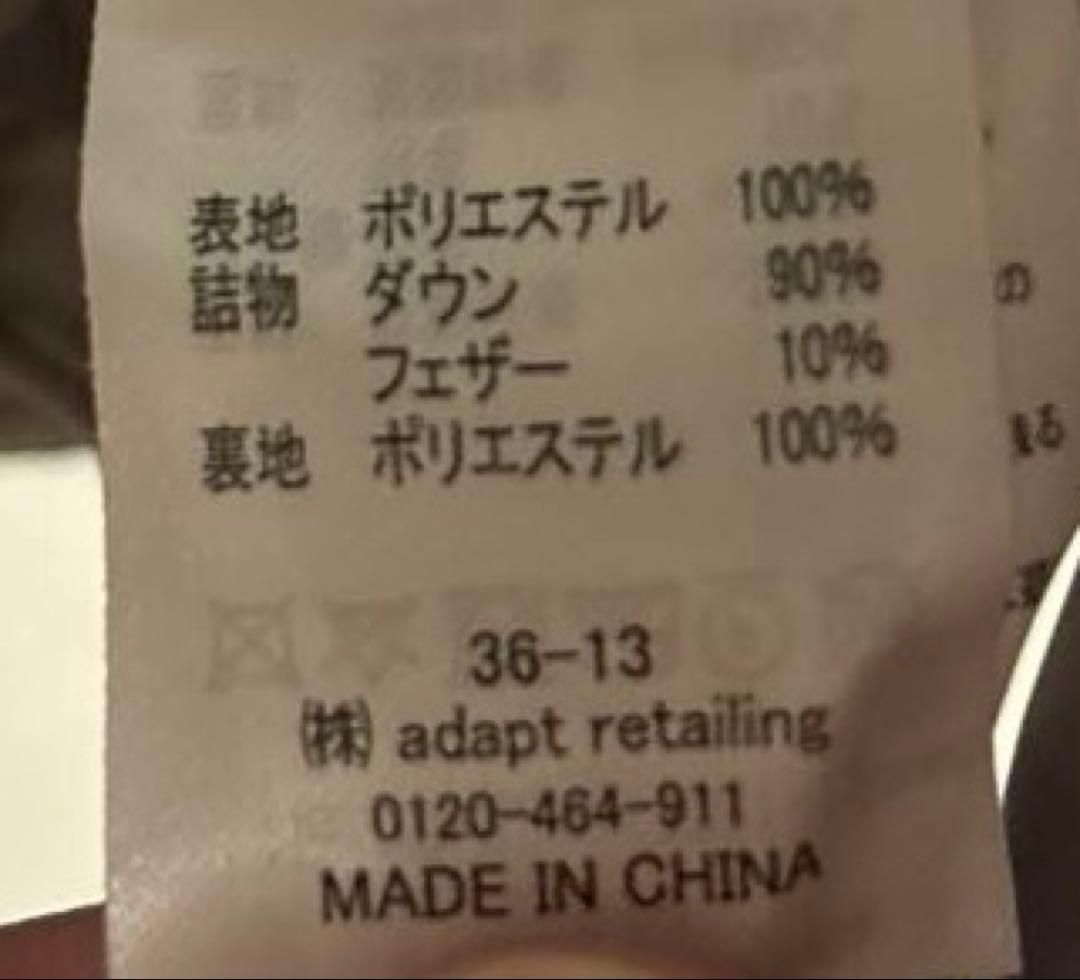 表地 ポリエステル 100%
詰物 ダウン 90%
フェザー 10%
裏地 ポリエステル 100%
36-13
㈱ adapt retailing
0120-464-911
MADE IN CHINA
の
る